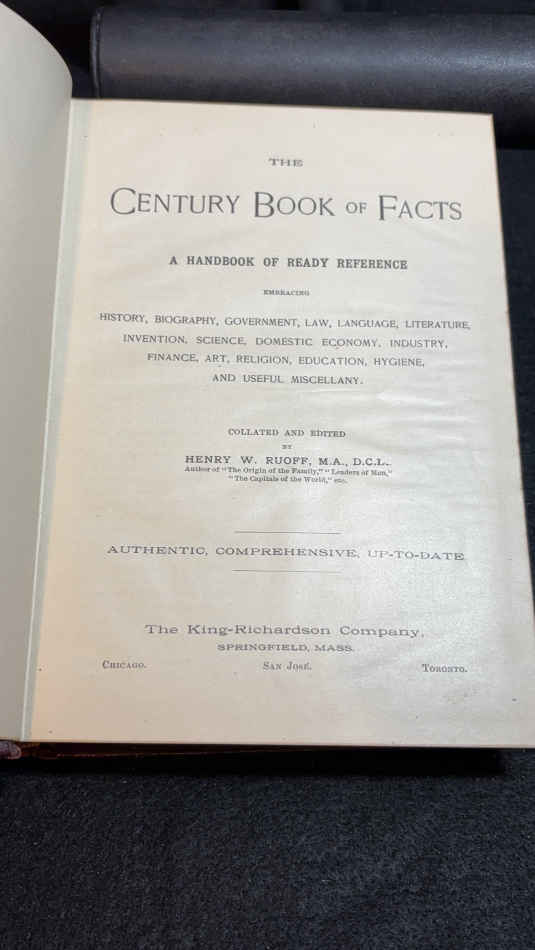 THE
CENTURY BOOK OF FACTS
A HANDBOOK OF READY REFERENCE
EMBRACING
HISTORY, BIOGRAPHY, GOVERNMENT, LAW, LANGUAGE, LITERATURE,
INVENTION, SCIENCE, DOMESTIC ECONOMY, INDUSTRY,
FINANCE, ART, RELIGION, EDUCATION, HYGIENE,
AND USEFUL MISCELLANY.
COLLATED AND EDITED
BY
HENRY W. RUOFF, M.A., D.C.L.
Author of "The Origin of the Family," "Leaders of Men,"
"The Capitals of the World," etc.
AUTHENTIC, COMPREHENSIVE, UP-TO-DATE
The King-Richardson Company,
SPRINGFIELD, MASS.
CHICAGO. SAN JOSÉ. TORONTO.